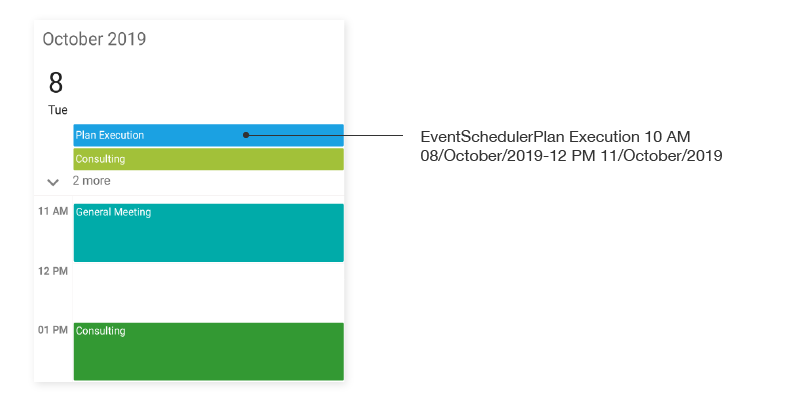 October 2019
8
Tue
Plan Execution
Consulting
2 more
11 AM
General Meeting
12 PM
01 PM
Consulting
EventSchedulerPlan Execution 10 AM
08/October/2019-12 PM 11/October/2019